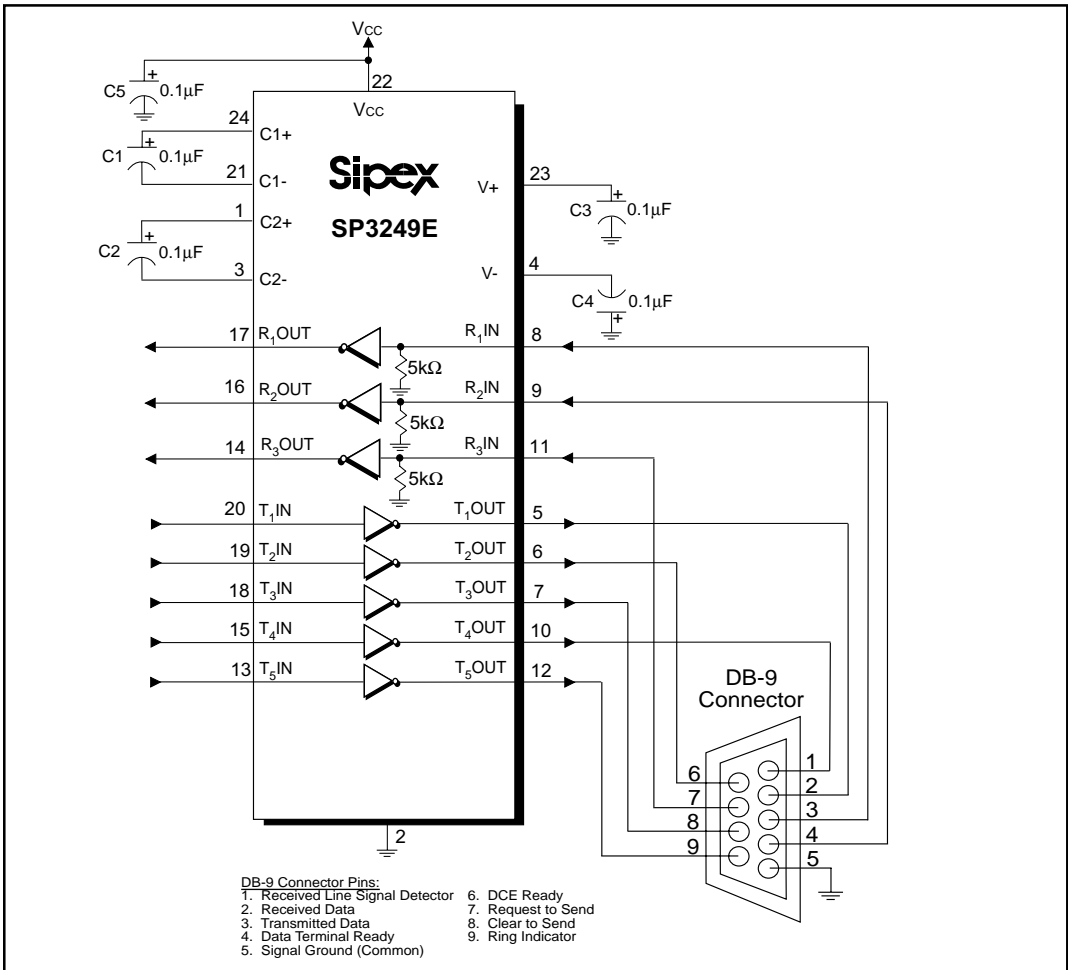 VCC
C5
+
0.1µF
22
VCC
24
C1+
C1
+
0.1µF
21
C1-
Sipex
SP3249E
V+
23
C3
+
0.1µF
1
C2+
C2
+
0.1µF
3
C2-
V-
4
C4
0.1µF
+
17 R1OUT
R1IN 8
5kΩ
16 R2OUT
R2IN 9
5kΩ
14 R3OUT
R3IN 11
5kΩ
20 T1IN
T1OUT 5
19 T2IN
T2OUT 6
18 T3IN
T3OUT 7
15 T4IN
T4OUT 10
13 T5IN
T5OUT 12
DB-9
Connector
6
7
8
9
1
2
3
4
5
2
DB-9 Connector Pins:
1. Received Line Signal Detector
2. Received Data
3. Transmitted Data
4. Data Terminal Ready
5. Signal Ground (Common)
6. DCE Ready
7. Request to Send
8. Clear to Send
9. Ring Indicator